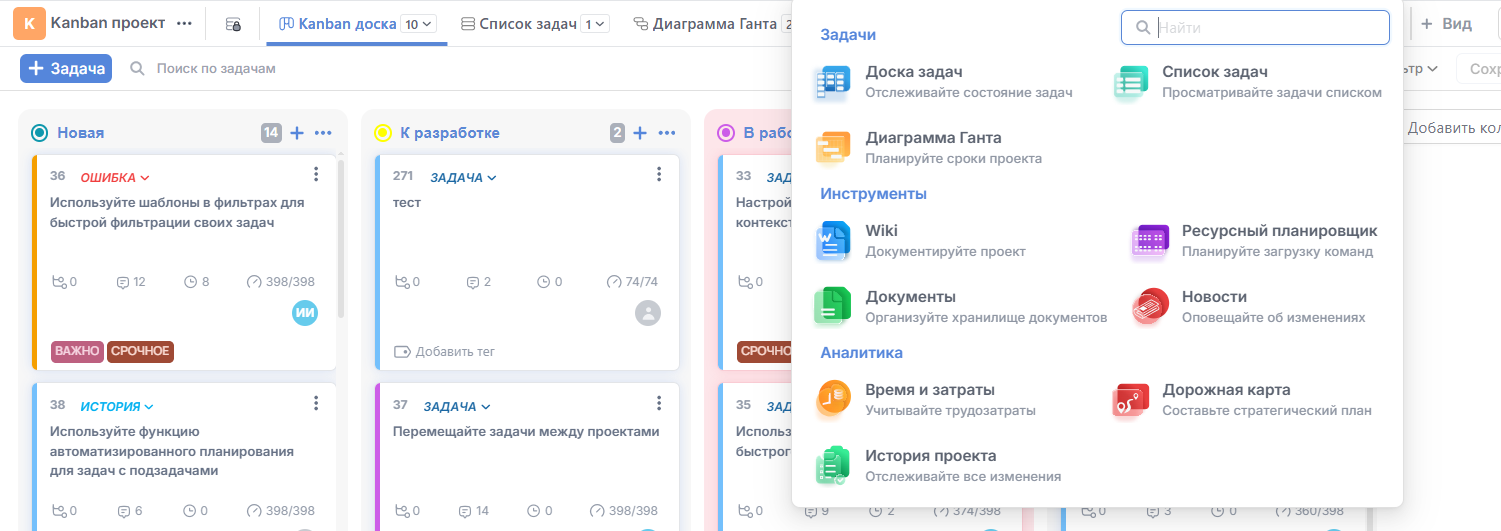 K Kanban проект ••• Kanban доска 10 Список задач 1 Диаграмма Ганта 2
+ Вид
+ Задача Поиск по задачам
Сохр
Добавить кол
Новая 14 + •••
36 ОШИБКА
Используйте шаблоны в фильтрах для
быстрой фильтрации своих задач
0 12 8 398/398
ИИ
ВАЖНО СРОЧНОЕ
38 ИСТОРИЯ
Используйте функцию
автоматизированного планирования
для задач с подзадачами
0 6 0 398/398
К разработке 2 + •••
271 ЗАДАЧА
тест
0 2 0 74/74
Добавить тег
37 ЗАДАЧА
Перемещайте задачи между проектами
0 14 0 398/398
В рабо
33 ЗАД
Настрой
контекст
0
СРОЧНО
35 ЗАД
Использ
быстрог
0 9 2 374/398
0 3 0 360/398
Задачи
Найти
Доска задач
Отслеживайте состояние задач
Список задач
Просматривайте задачи списком
Диаграмма Ганта
Планируйте сроки проекта
Инструменты
Wiki
Документируйте проект
Ресурсный планировщик
Планируйте загрузку команд
Документы
Организуйте хранилище документов
Новости
Оповещайте об изменениях
Аналитика
Время и затраты
Учитывайте трудозатраты
Дорожная карта
Составьте стратегический план
История проекта
Отслеживайте все изменения